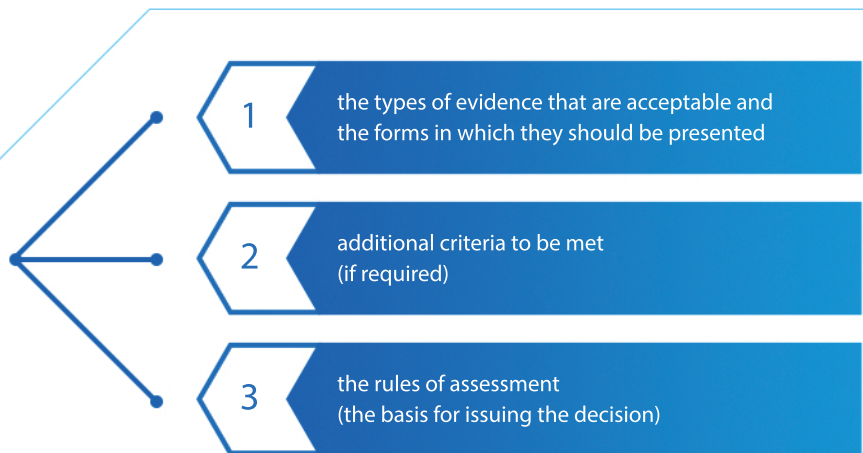 1
the types of evidence that are acceptable and
the forms in which they should be presented
2
additional criteria to be met
(if required)
3
the rules of assessment
(the basis for issuing the decision)